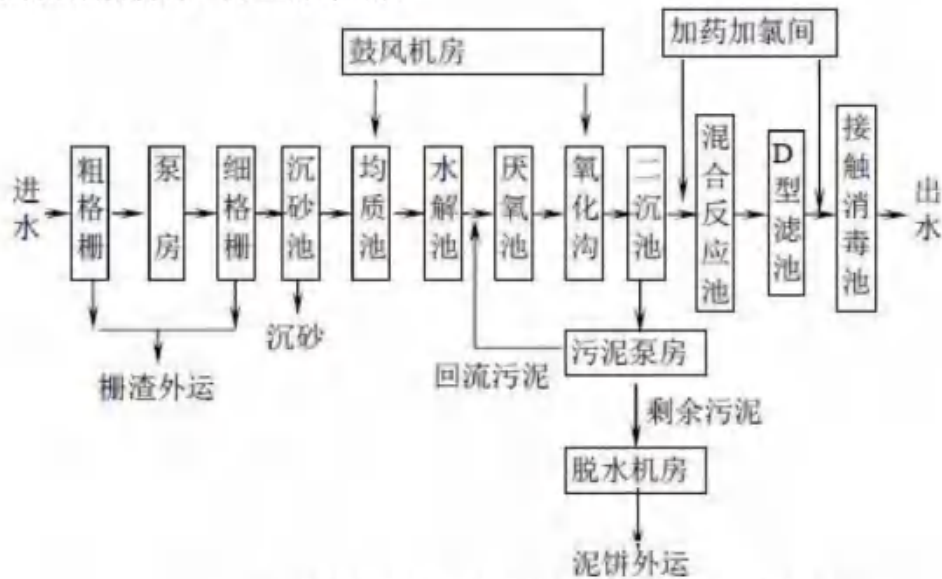 加药加氯间
鼓风机房
进水
粗格栅
泵房
细格栅
沉砂池
均质池
水解池
厌氧池
氧化沟
二沉池
混合反应池
D型滤池
接触消毒池
出水
沉砂
栅渣外运
回流污泥
污泥泵房
剩余污泥
脱水机房
泥饼外运